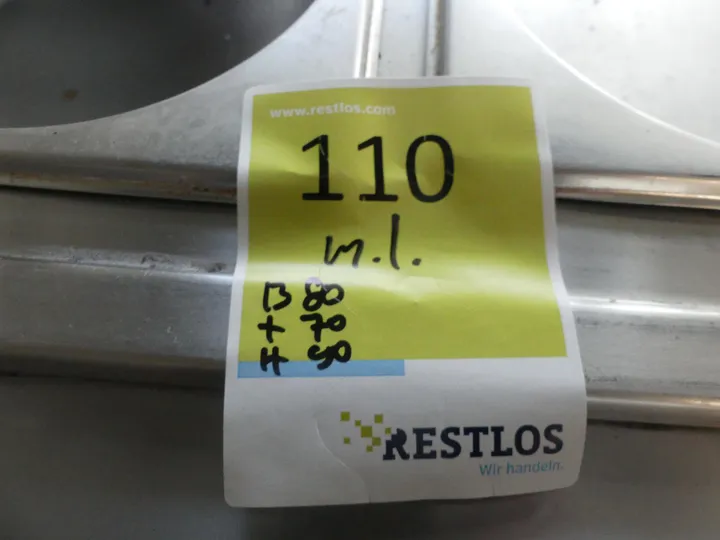 www.restlos.com
110
m.l.
B 80
T 70
H 90
RESTLOS
Wir handeln.